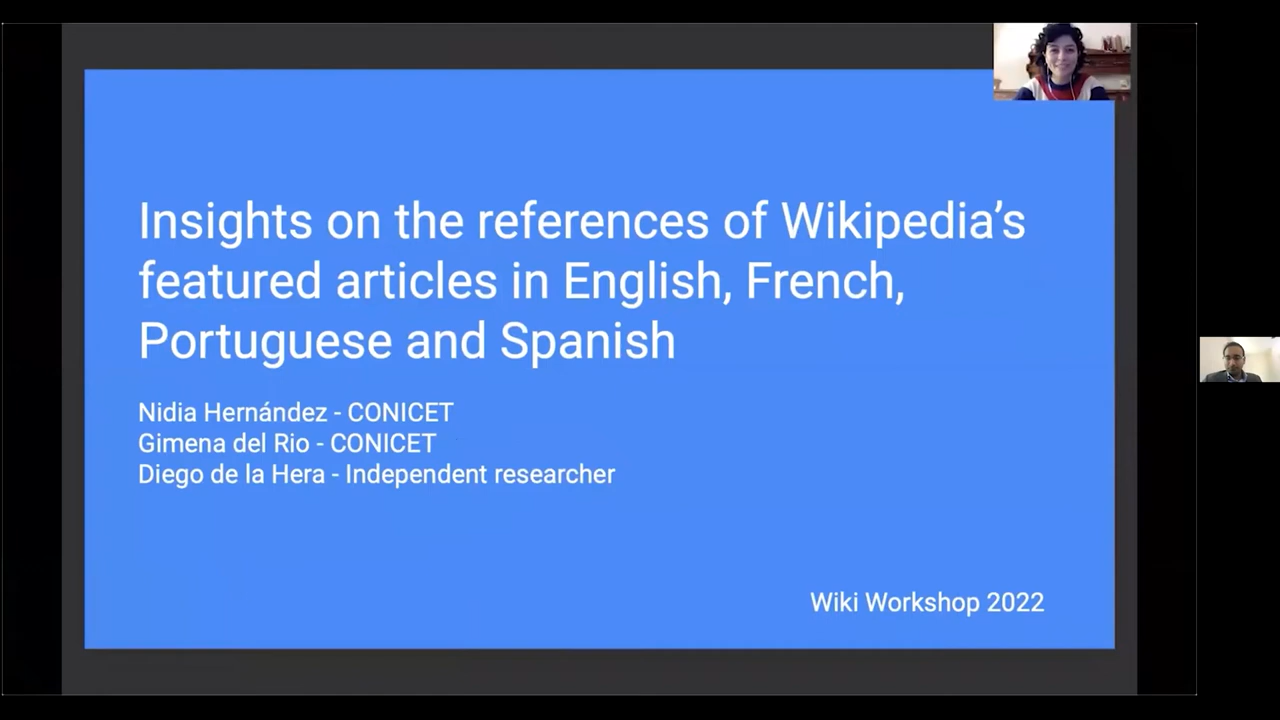 Insights on the references of Wikipedia's
featured articles in English, French,
Portuguese and Spanish
Nidia Hernández - CONICET
Gimena del Rio - CONICET
Diego de la Hera - Independent researcher
Wiki Workshop 2022